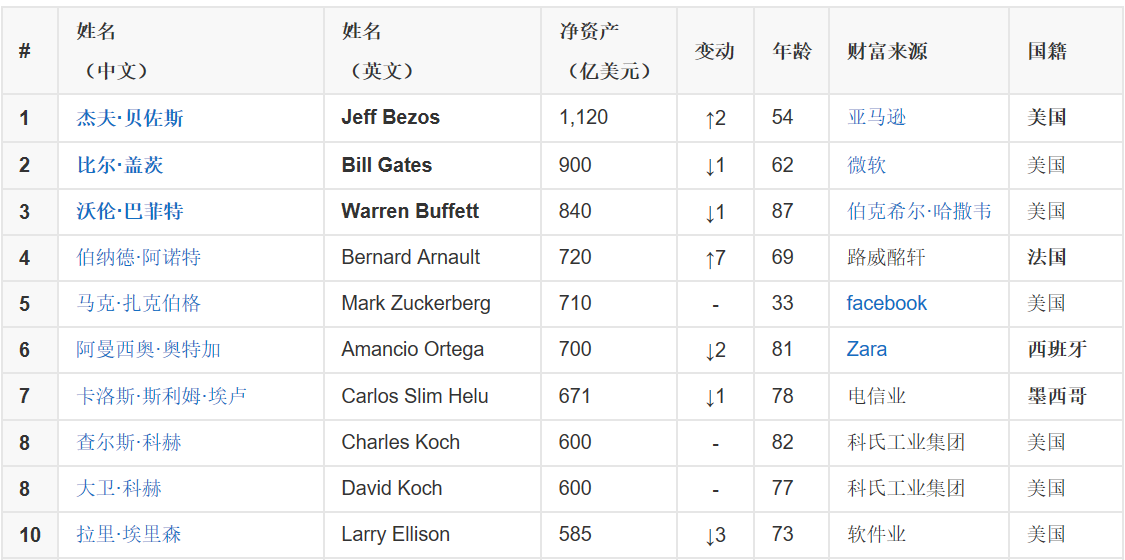 # 姓名（中文） 姓名（英文） 净资产（亿美元） 变动 年龄 财富来源 国籍
1 杰夫·贝佐斯 Jeff Bezos 1,120 ↑2 54 亚马逊 美国
2 比尔·盖茨 Bill Gates 900 ↓1 62 微软 美国
3 沃伦·巴菲特 Warren Buffett 840 ↓1 87 伯克希尔·哈撒韦 美国
4 伯纳德·阿诺特 Bernard Arnault 720 ↑7 69 路威酩轩 法国
5 马克·扎克伯格 Mark Zuckerberg 710 - 33 facebook 美国
6 阿曼西奥·奥特加 Amancio Ortega 700 ↓2 81 Zara 西班牙
7 卡洛斯·斯利姆·埃卢 Carlos Slim Helu 671 ↓1 78 电信业 墨西哥
8 查尔斯·科赫 Charles Koch 600 - 82 科氏工业集团 美国
8 大卫·科赫 David Koch 600 - 77 科氏工业集团 美国
10 拉里·埃里森 Larry Ellison 585 ↓3 73 软件业 美国